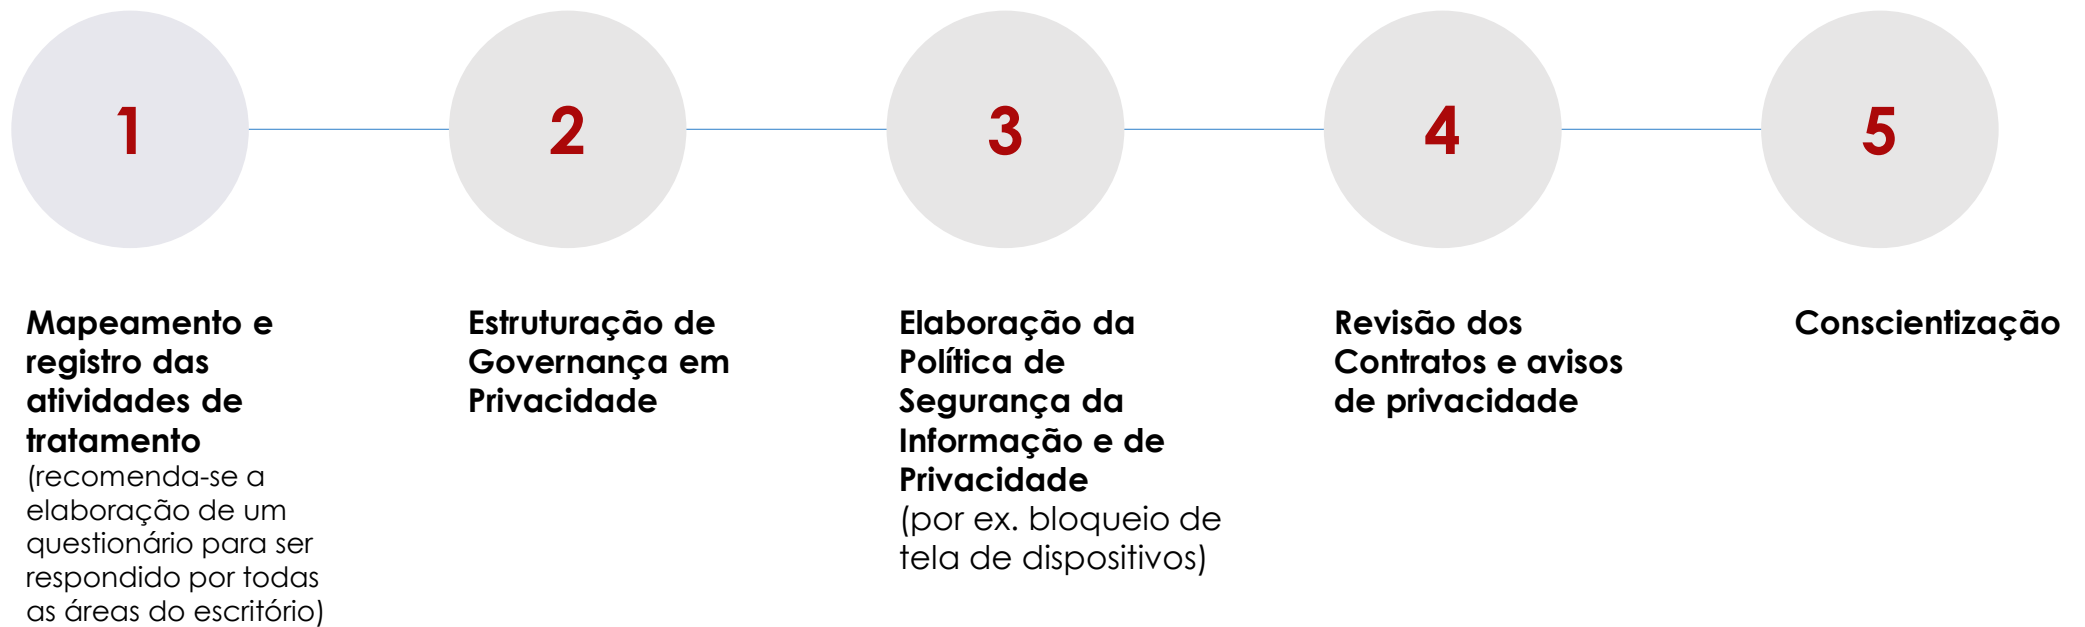 1
2
3
4
5
Mapeamento e
registro das
atividades de
tratamento
(recomenda-se a
elaboração de um
questionário para ser
respondido por todas
as áreas do escritório)
Estruturação de
Governança em
Privacidade
Elaboração da
Política de
Segurança da
Informação e de
Privacidade
(por ex. bloqueio de
tela de dispositivos)
Revisão dos
Contratos e avisos
de privacidade
Conscientização